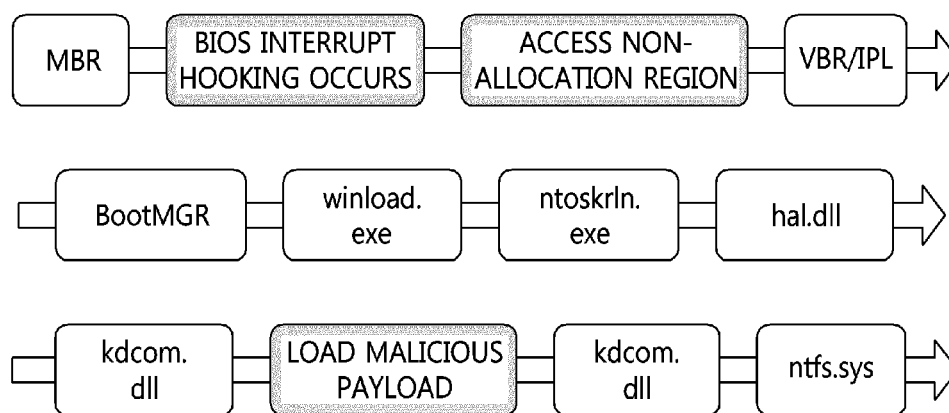 MBR
BIOS INTERRUPT
HOOKING OCCURS
ACCESS NON-
ALLOCATION REGION
VBR/IPL
BootMGR
winload.
exe
ntoskrln.
exe
hal.dll
kdcom.
dll
LOAD MALICIOUS
PAYLOAD
kdcom.
dll
ntfs.sys